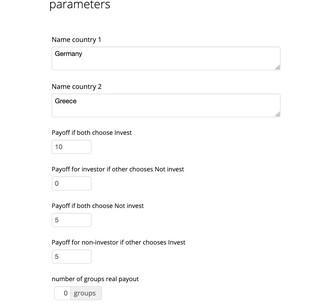 parameters
Name country 1
Germany
Name country 2
Greece
Payoff if both choose Invest
10
Payoff for investor if other chooses Not invest
0
Payoff if both choose Not invest
5
Payoff for non-investor if other chooses Invest
5
number of groups real payout
0 groups